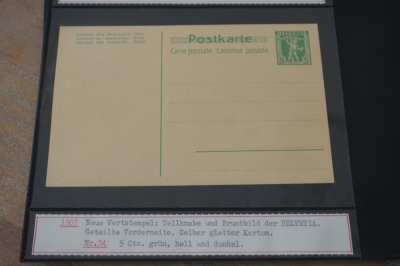 Postkarte
Carte postale Cartolina postale
HELVETIA
1907 Neue Wertstempel: Tellknabe und Brustbild der HELVETIA.
Geteilte Vorderseite. Gelber glatter Karton.
Nr.34 5 Cts. grün, hell und dunkel.